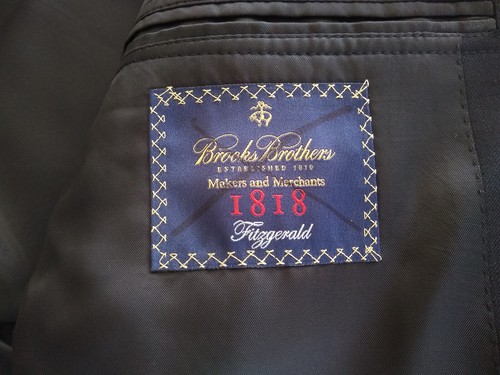 Brooks Brothers
ESTABLISHED 1818
Makers and Merchants
1818
Fitzgerald